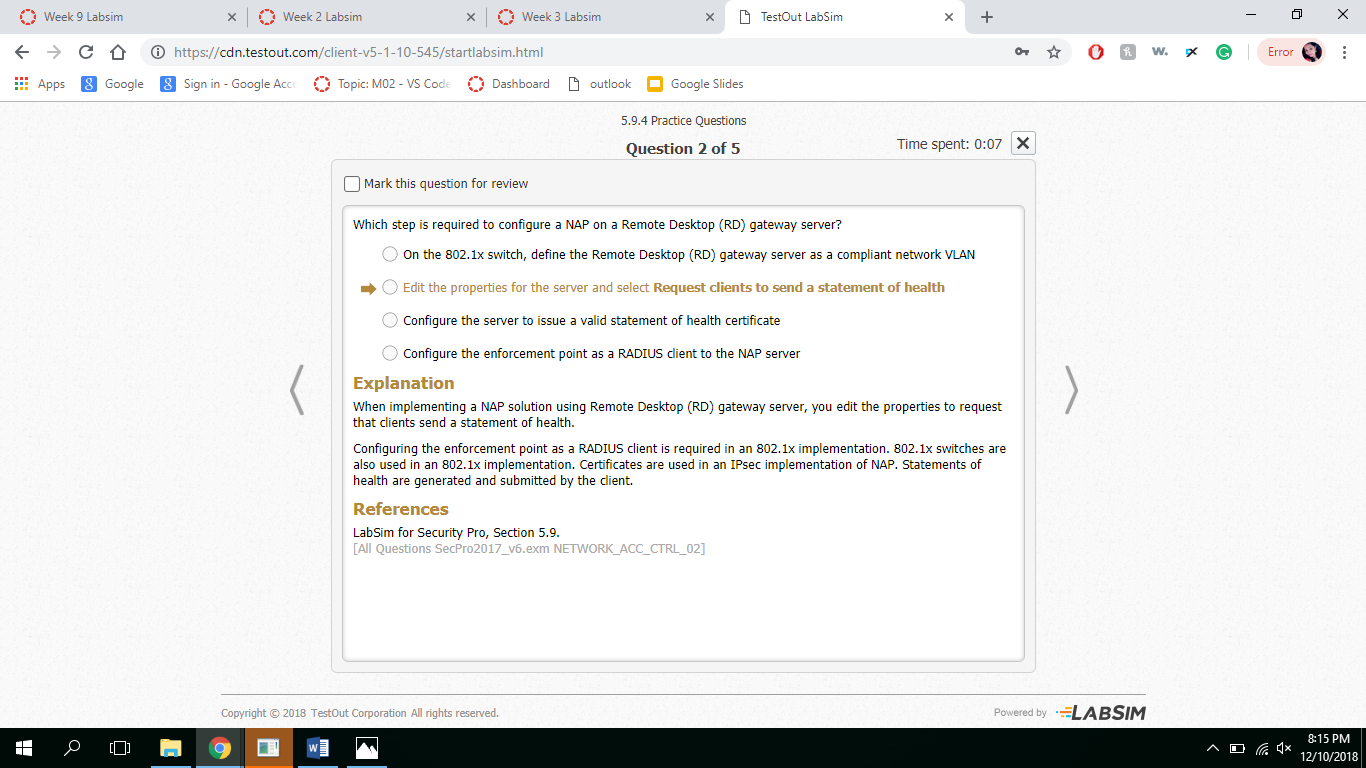 Week 9 Labsim
Week 2 Labsim
Week 3 Labsim
TestOut LabSim
https://cdn.testout.com/client-v5-1-10-545/startlabsim.html
Error
Apps
Google
Sign in - Google Acco
Topic: M02 - VS Code
Dashboard
outlook
Google Slides
5.9.4 Practice Questions
Question 2 of 5
Time spent: 0:07
Mark this question for review
Which step is required to configure a NAP on a Remote Desktop (RD) gateway server?
On the 802.1x switch, define the Remote Desktop (RD) gateway server as a compliant network VLAN
Edit the properties for the server and select Request clients to send a statement of health
Configure the server to issue a valid statement of health certificate
Configure the enforcement point as a RADIUS client to the NAP server
Explanation
When implementing a NAP solution using Remote Desktop (RD) gateway server, you edit the properties to request
that clients send a statement of health.
Configuring the enforcement point as a RADIUS client is required in an 802.1x implementation. 802.1x switches are
also used in an 802.1x implementation. Certificates are used in an IPsec implementation of NAP. Statements of
health are generated and submitted by the client.
References
LabSim for Security Pro, Section 5.9.
[All Questions SecPro2017_v6.exm NETWORK_ACC_CTRL_02]
Copyright © 2018 TestOut Corporation All rights reserved.
Powered by LABSIM
8:15 PM
12/10/2018